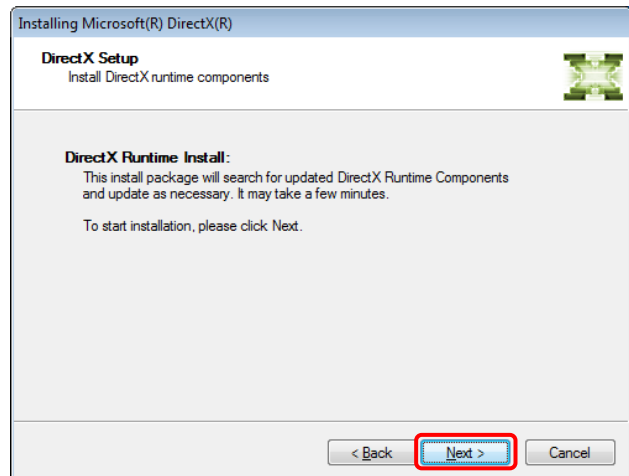 Installing Microsoft(R) DirectX(R)
DirectX Setup
Install DirectX runtime components
DirectX Runtime Install:
This install package will search for updated DirectX Runtime Components
and update as necessary. It may take a few minutes.
To start installation, please click Next.
< Back Next > Cancel